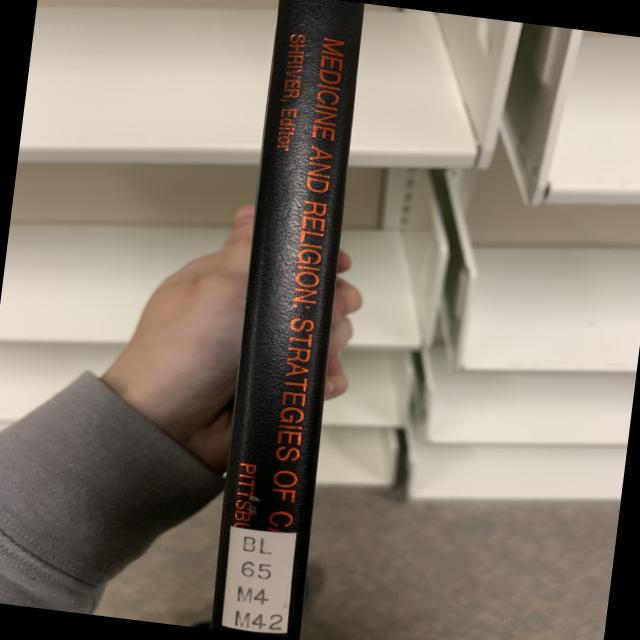 MEDICINE AND RELIGION: STRATEGIES OF C
SHRIVER, Editor
PITTSBU
BL
65
M4
M42